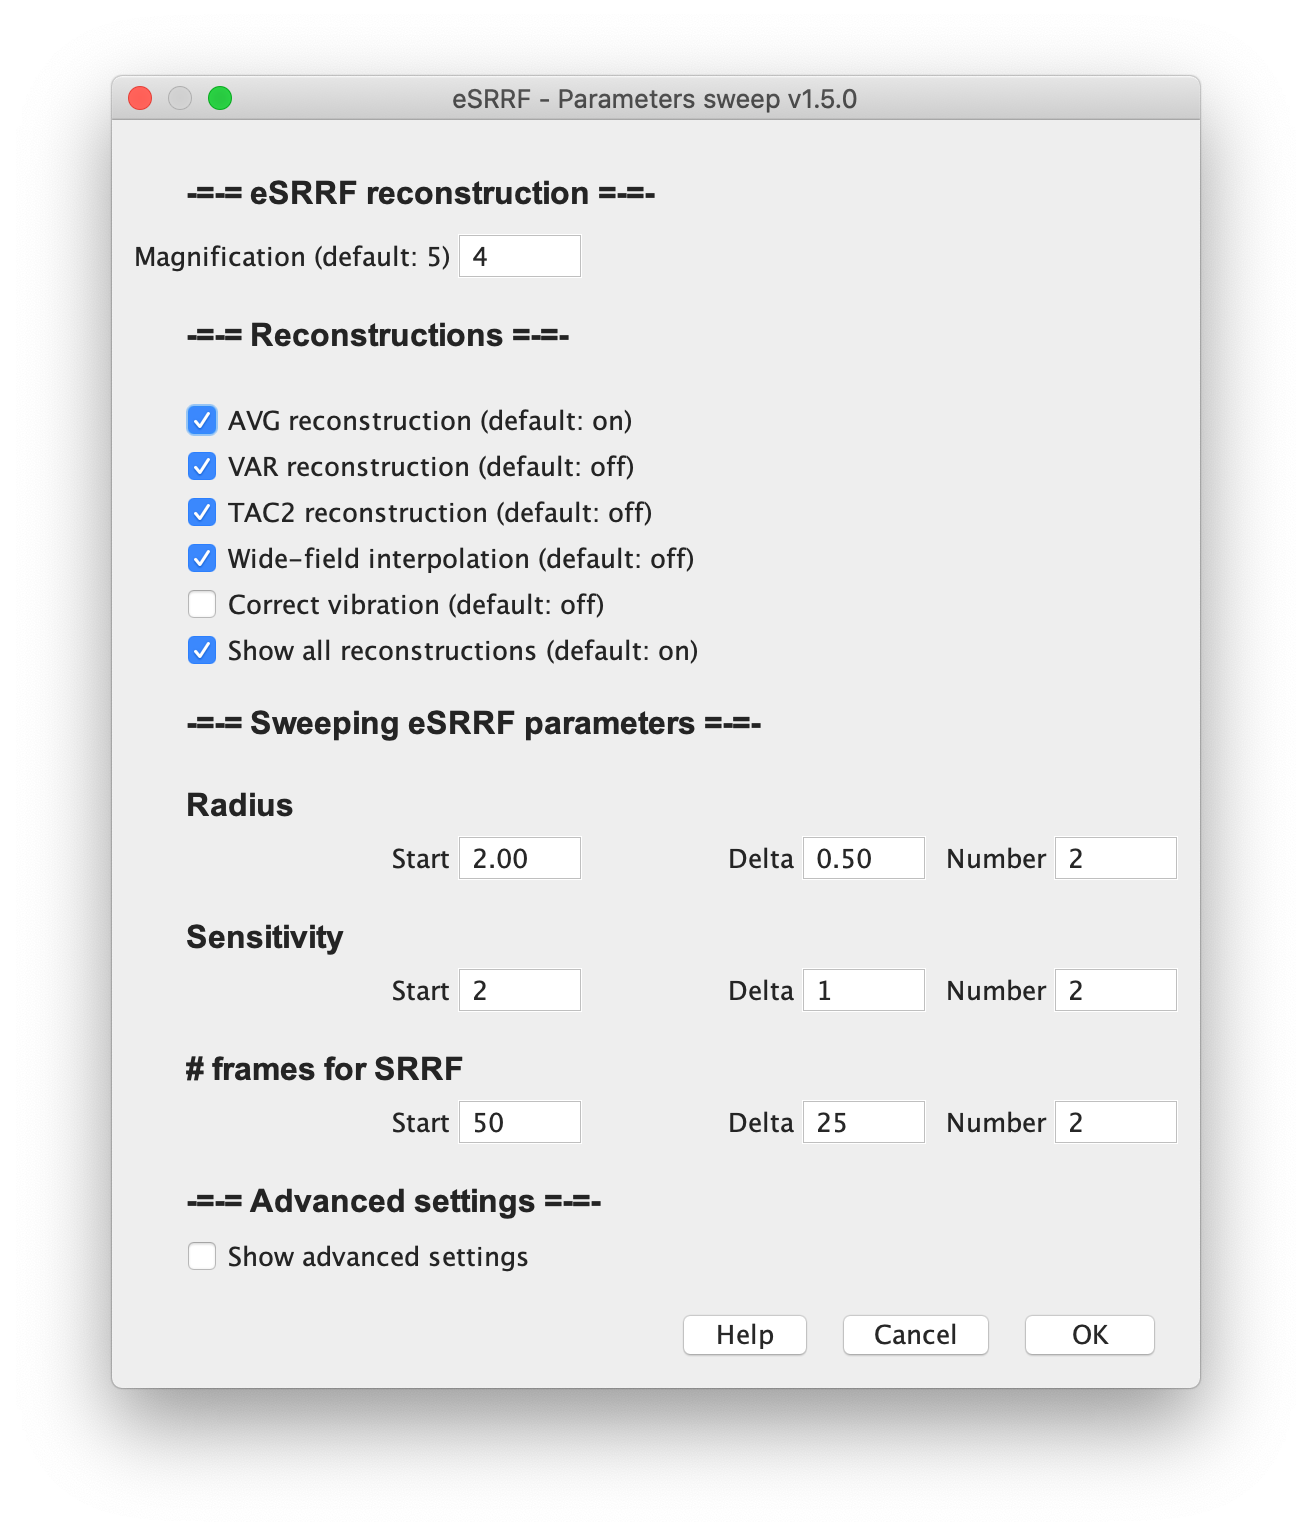 eSRRF - Parameters sweep v1.5.0
-=-= eSRRF reconstruction =-=-
Magnification (default: 5) 4
-=-= Reconstructions =-=-
AVG reconstruction (default: on)
VAR reconstruction (default: off)
TAC2 reconstruction (default: off)
Wide-field interpolation (default: off)
Correct vibration (default: off)
Show all reconstructions (default: on)
-=-= Sweeping eSRRF parameters =-=-
Radius
Start 2.00 Delta 0.50 Number 2
Sensitivity
Start 2 Delta 1 Number 2
# frames for SRRF
Start 50 Delta 25 Number 2
-=-= Advanced settings =-=-
Show advanced settings
Help Cancel OK